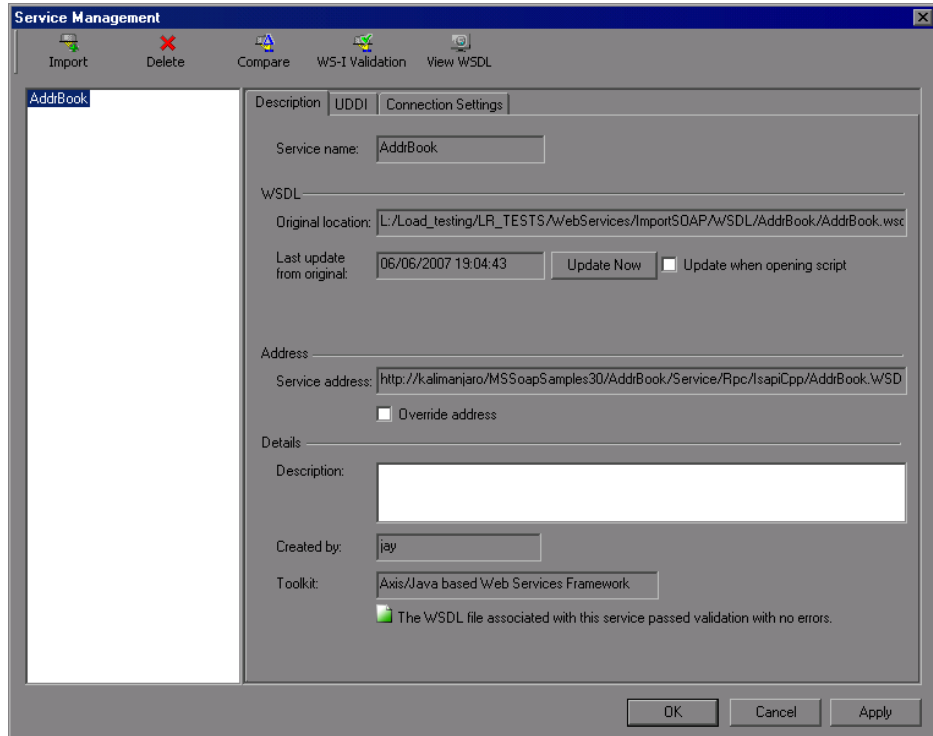 Service Management
Import Delete Compare WS-I Validation View WSDL
AddrBook
Description UDDI Connection Settings
Service name: AddrBook
WSDL
Original location: L:/Load_testing/LR_TESTS/WebServices/ImportSOAP/WSDL/AddrBook/AddrBook.wsc
Last update
from original: 06/06/2007 19:04:43 Update Now Update when opening script
Address
Service address: http://kalimanjaro/MSSoapSamples30/AddrBook/Service/Rpc/IsapiCpp/AddrBook.WSD
Override address
Details
Description:
Created by: jay
Toolkit: Axis/Java based Web Services Framework
The WSDL file associated with this service passed validation with no errors.
OK Cancel Apply